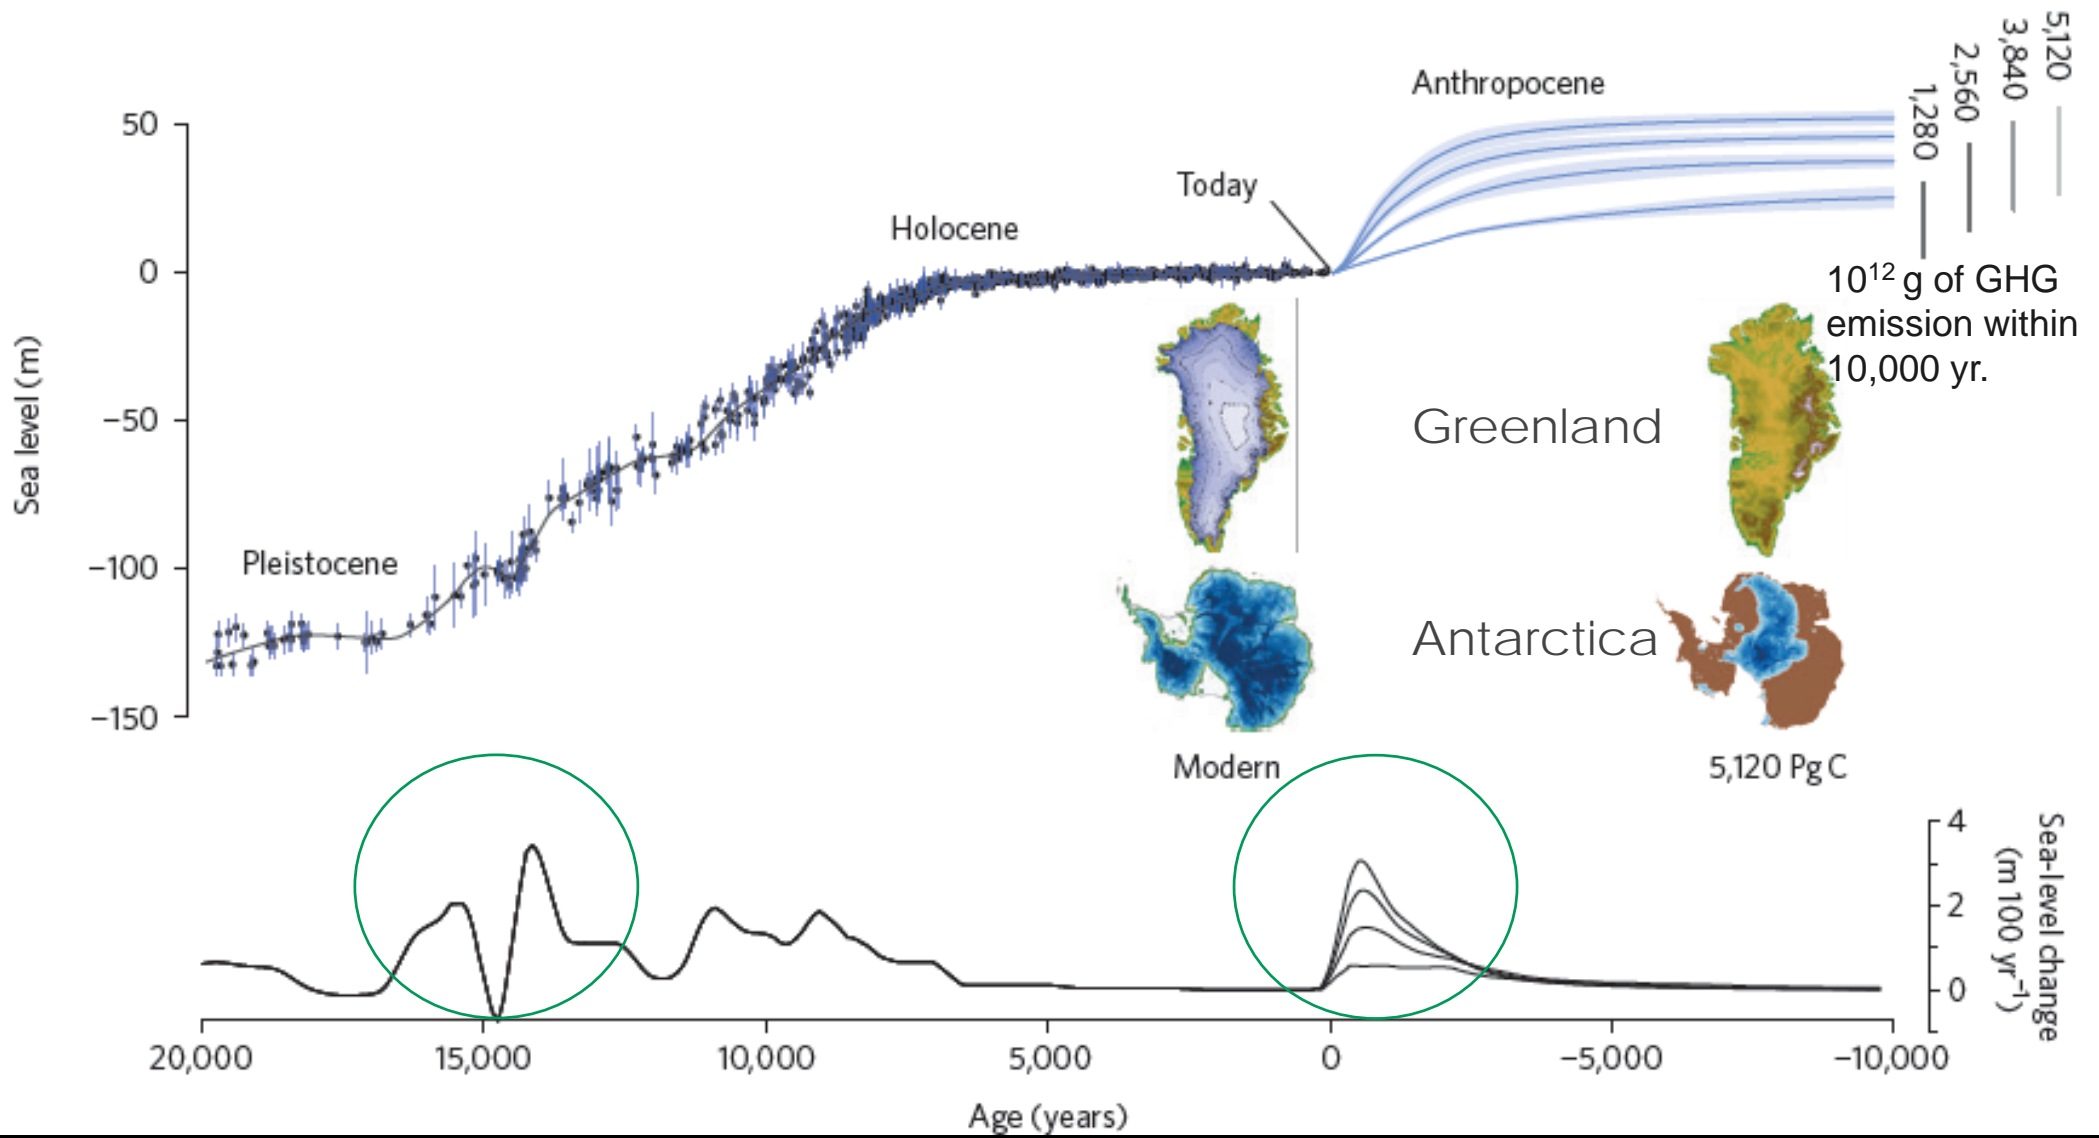 5,120
3,840
2,560
1,280
Anthropocene
50
Today
Holocene
0
10¹² g of GHG
emission within
10,000 yr.
Sea level (m)
−50
Greenland
−100
Pleistocene
Antarctica
−150
Modern
5,120 Pg C
4
2
0
Sea-level change
(m 100 yr⁻¹)
20,000
15,000
10,000
5,000
0
−5,000
−10,000
Age (years)